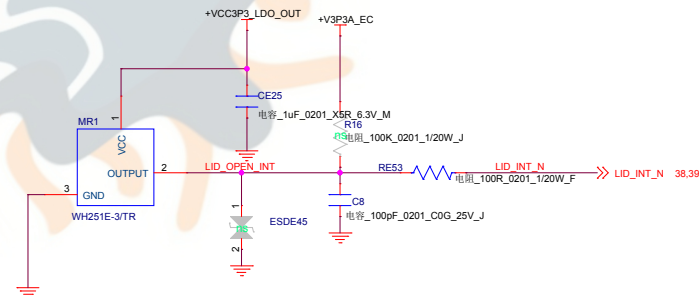 +VCC3P3_LDO_OUT
+V3P3A_EC
CE25
电容_1uF_0201_X5R_6.3V_M
MR1
1
VCC
R16
电阻_100K_0201_1/20W_J
OUTPUT
2
LID_OPEN_INT
RE53
LID_INT_N
LID_INT_N 38,39
电阻_100R_0201_1/20W_F
3
GND
WH251E-3/TR
1
ESDE45
2
C8
电容_100pF_0201_C0G_25V_J